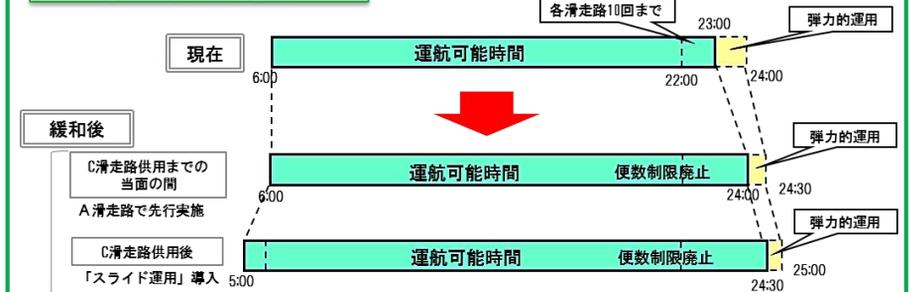 各滑走路10回まで
23:00
弾力的運用
現在
運航可能時間
6:00
22:00
24:00
緩和後
弾力的運用
C滑走路供用までの
当面の間
運航可能時間
便数制限廃止
A滑走路で先行実施
6:00
24:00
24:30
弾力的運用
C滑走路供用後
運航可能時間
便数制限廃止
「スライド運用」導入
5:00
24:30
25:00